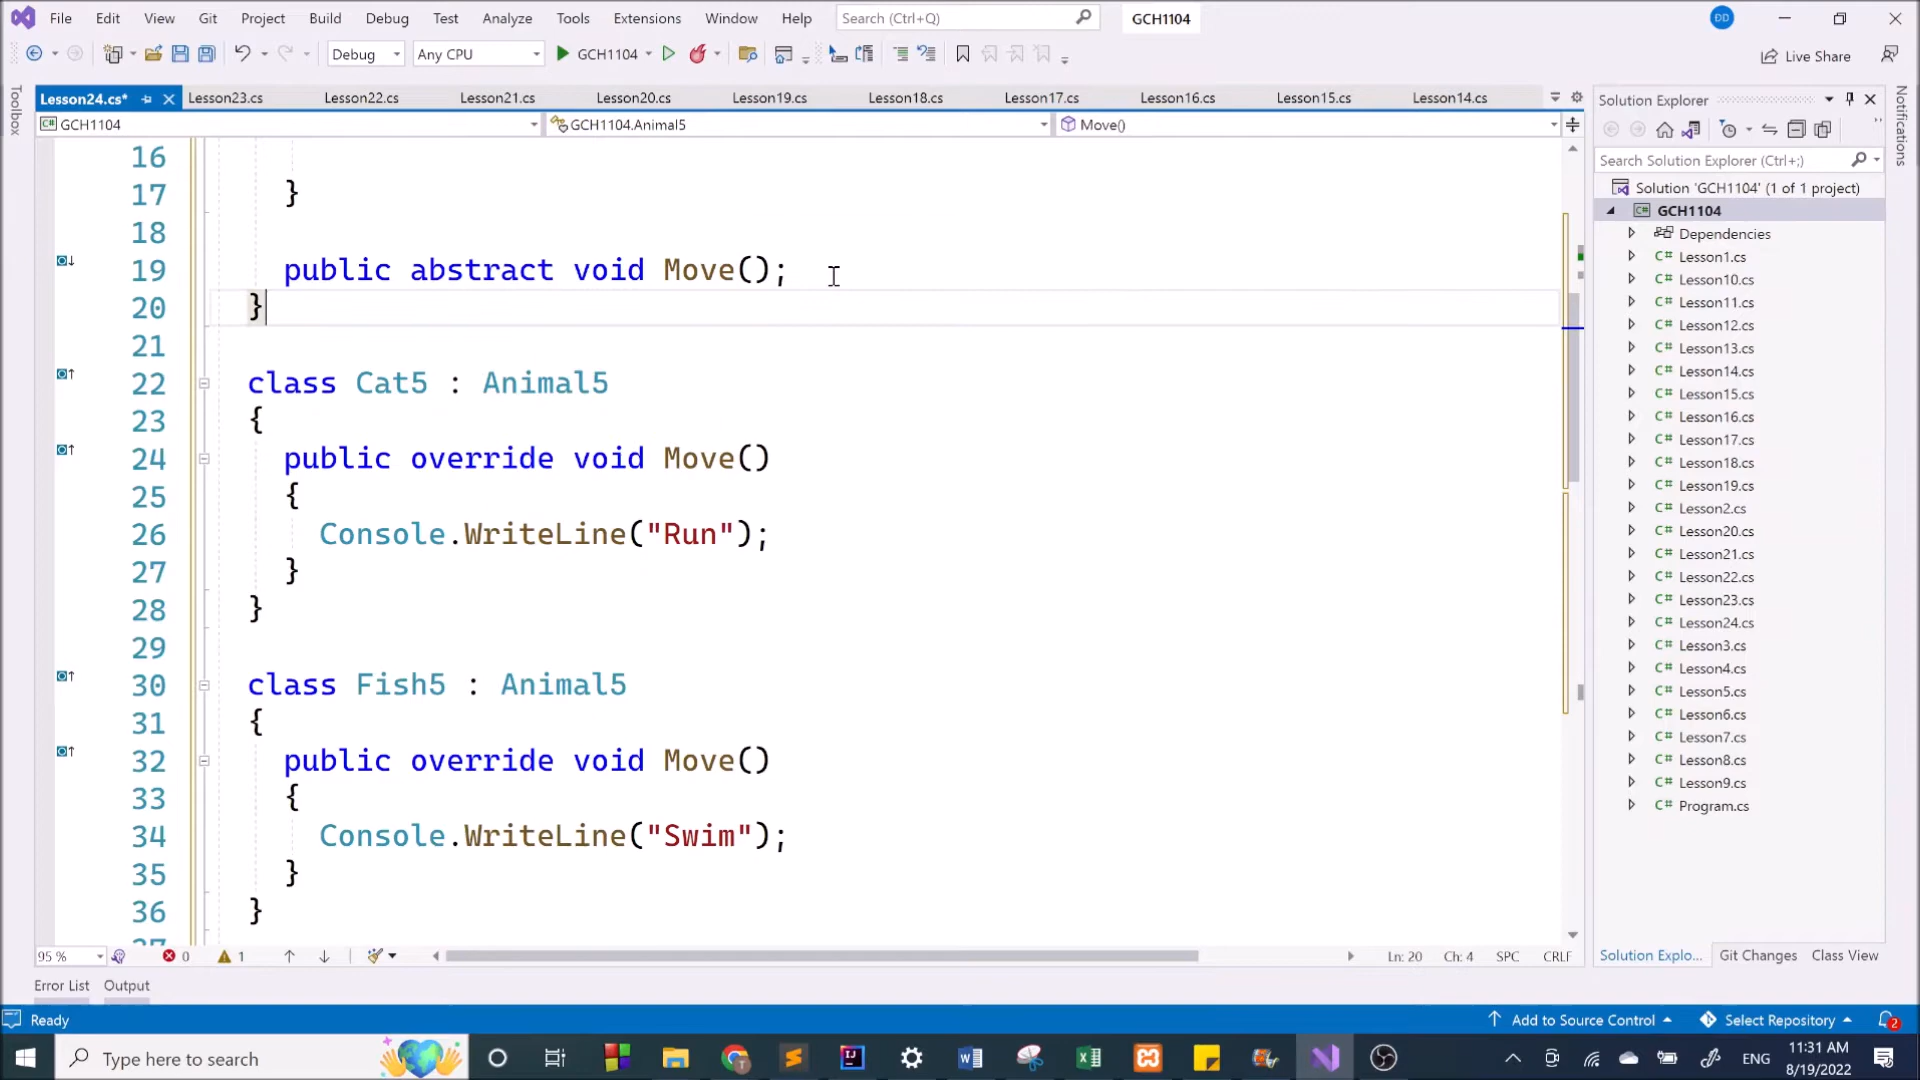 File Edit View Git Project Build Debug Test Analyze Tools Extensions Window Help Search (Ctrl+Q) GCH1104 ĐD
Debug Any CPU GCH1104 Live Share
Toolbox
Lesson24.cs* Lesson23.cs Lesson22.cs Lesson21.cs Lesson20.cs Lesson19.cs Lesson18.cs Lesson17.cs Lesson16.cs Lesson15.cs Lesson14.cs
C# GCH1104 GCH1104.Animal5 Move()
16
17 }
18
19 public abstract void Move();
20 }
21
22 class Cat5 : Animal5
23 {
24 public override void Move()
25 {
26 Console.WriteLine("Run");
27 }
28 }
29
30 class Fish5 : Animal5
31 {
32 public override void Move()
33 {
34 Console.WriteLine("Swim");
35 }
36 }
37
95 % 0 1 Ln: 20 Ch: 4 SPC CRLF
Error List Output
Solution Explorer
Search Solution Explorer (Ctrl+;)
Solution 'GCH1104' (1 of 1 project)
C# GCH1104
Dependencies
C# Lesson1.cs
C# Lesson10.cs
C# Lesson11.cs
C# Lesson12.cs
C# Lesson13.cs
C# Lesson14.cs
C# Lesson15.cs
C# Lesson16.cs
C# Lesson17.cs
C# Lesson18.cs
C# Lesson19.cs
C# Lesson2.cs
C# Lesson20.cs
C# Lesson21.cs
C# Lesson22.cs
C# Lesson23.cs
C# Lesson24.cs
C# Lesson3.cs
C# Lesson4.cs
C# Lesson5.cs
C# Lesson6.cs
C# Lesson7.cs
C# Lesson8.cs
C# Lesson9.cs
C# Program.cs
Solution Explo... Git Changes Class View
Notifications
Ready Add to Source Control Select Repository 2
Type here to search ENG 11:31 AM
8/19/2022